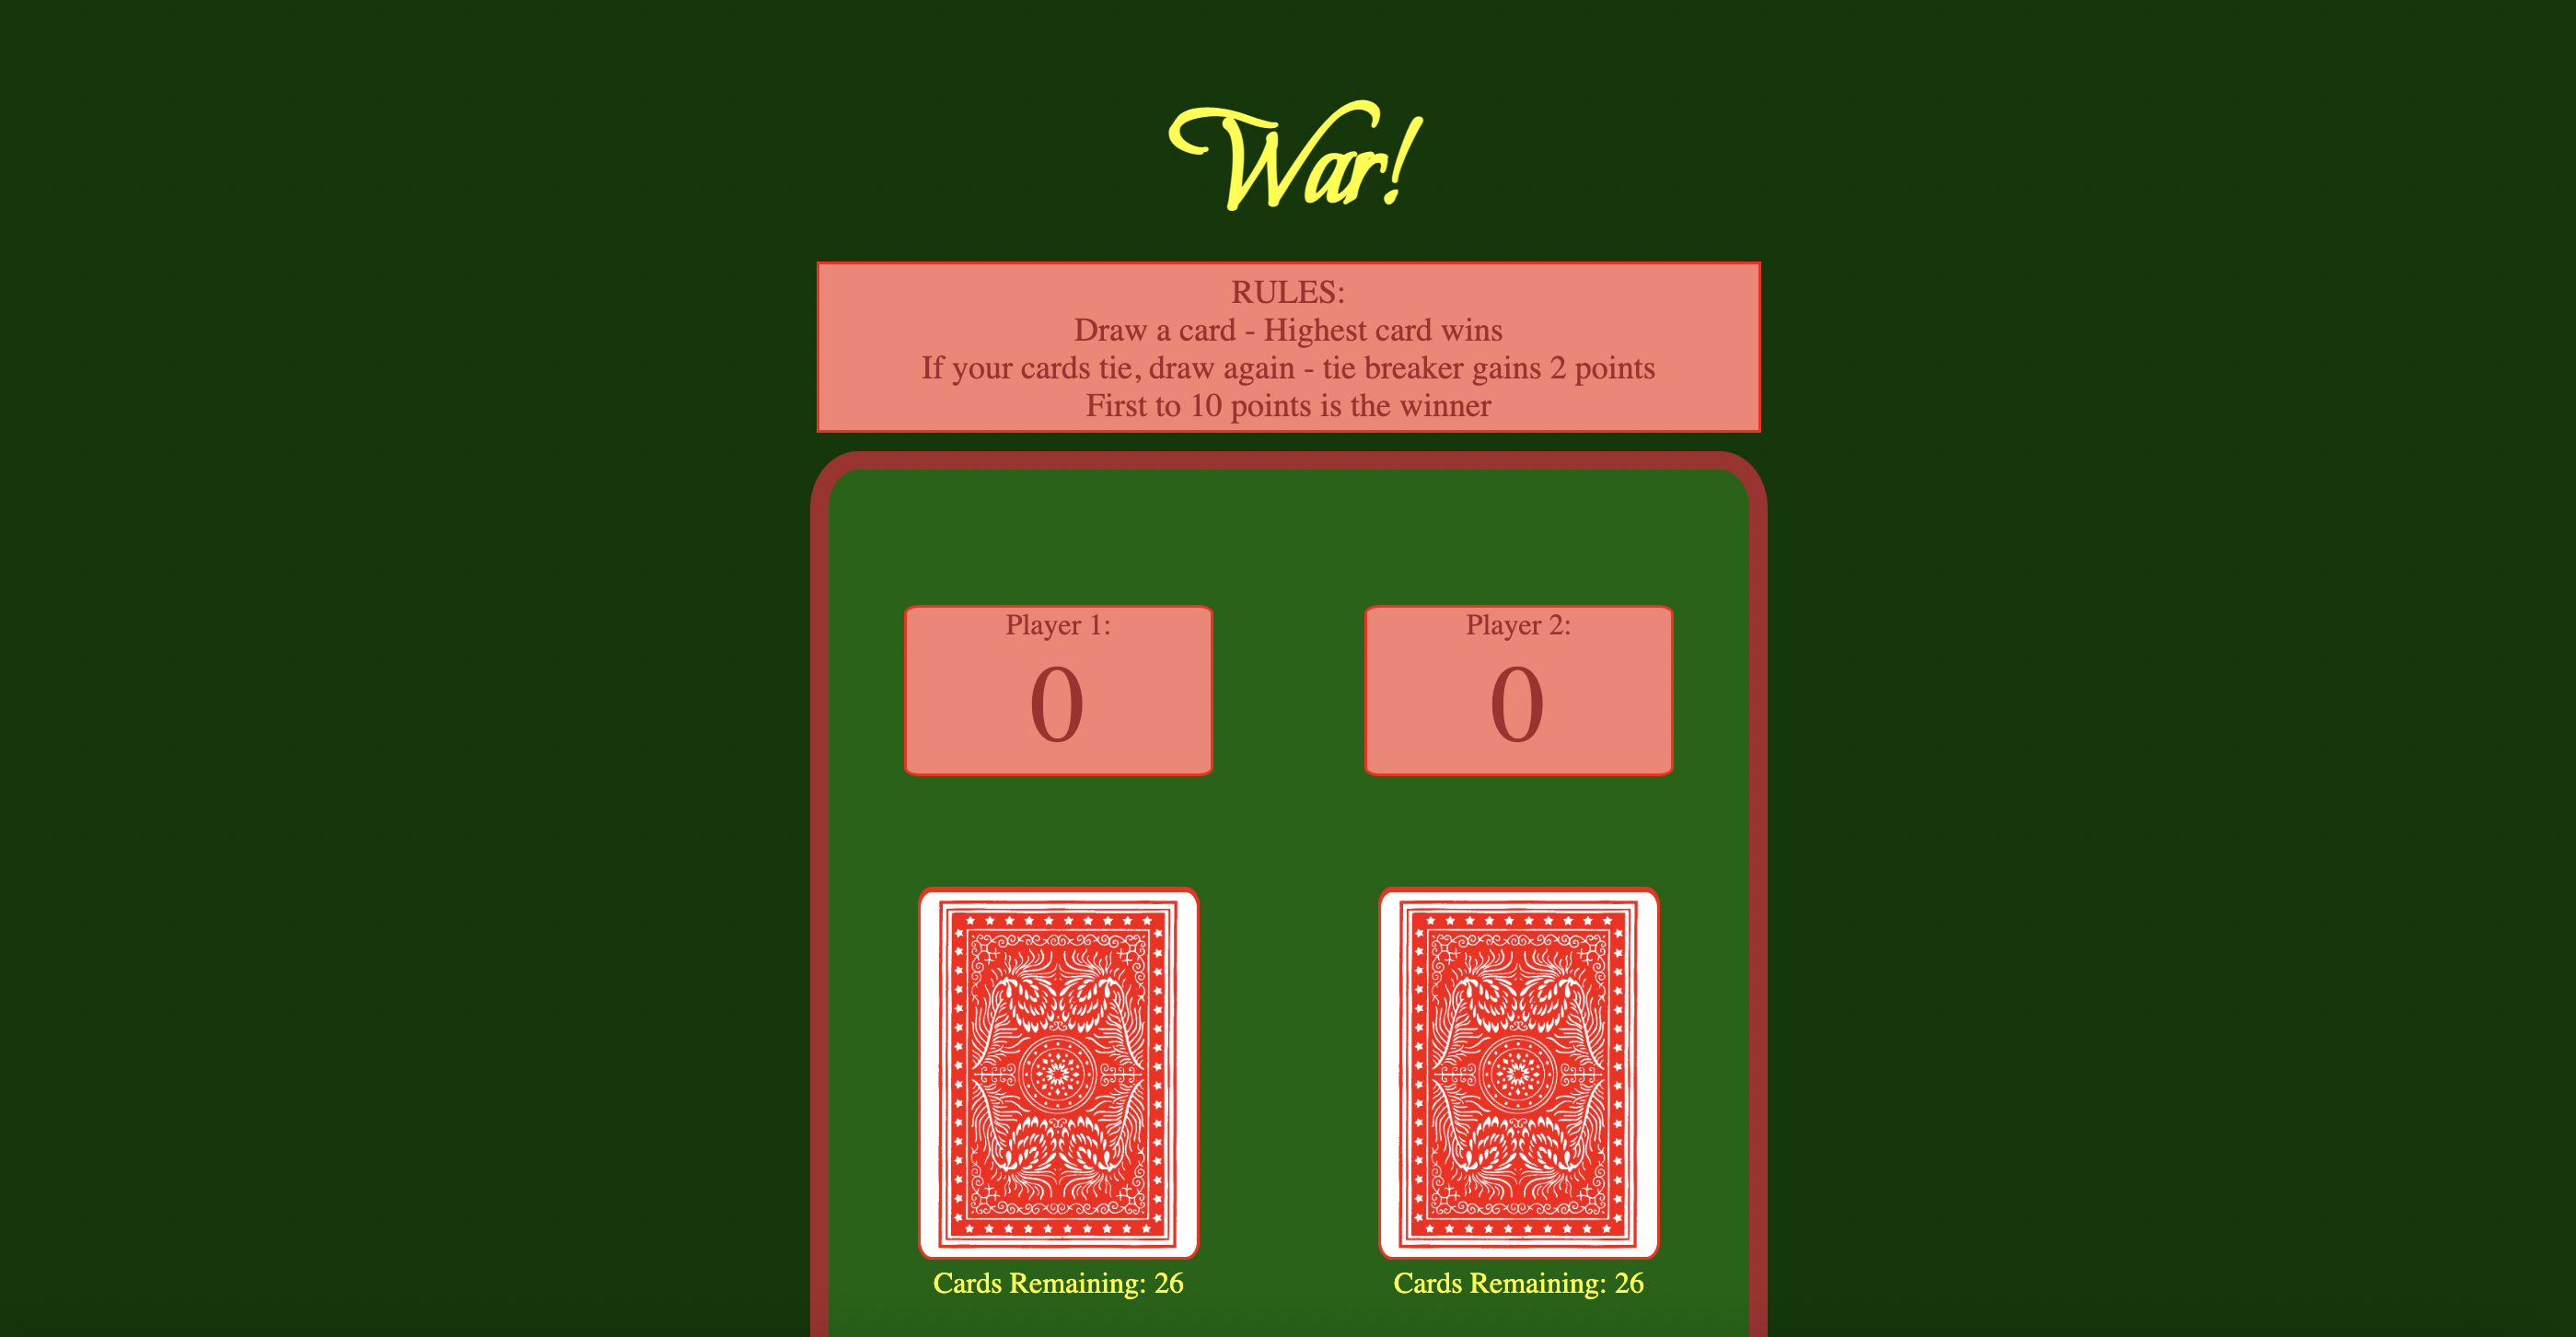 War!
RULES:
Draw a card - Highest card wins
If your cards tie, draw again - tie breaker gains 2 points
First to 10 points is the winner
Player 1:
0
Player 2:
0
Cards Remaining: 26
Cards Remaining: 26